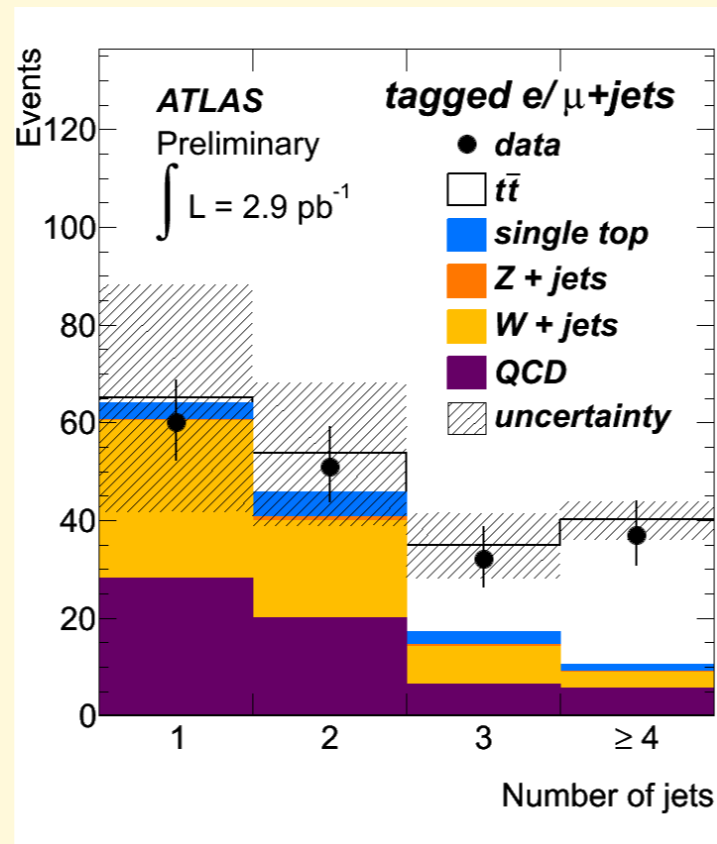 Events
120
100
80
60
40
20
0
ATLAS
Preliminary
∫ L = 2.9 pb⁻¹
tagged e/ μ+jets
data
tt̄
single top
Z + jets
W + jets
QCD
uncertainty
1 2 3 ≥ 4
Number of jets